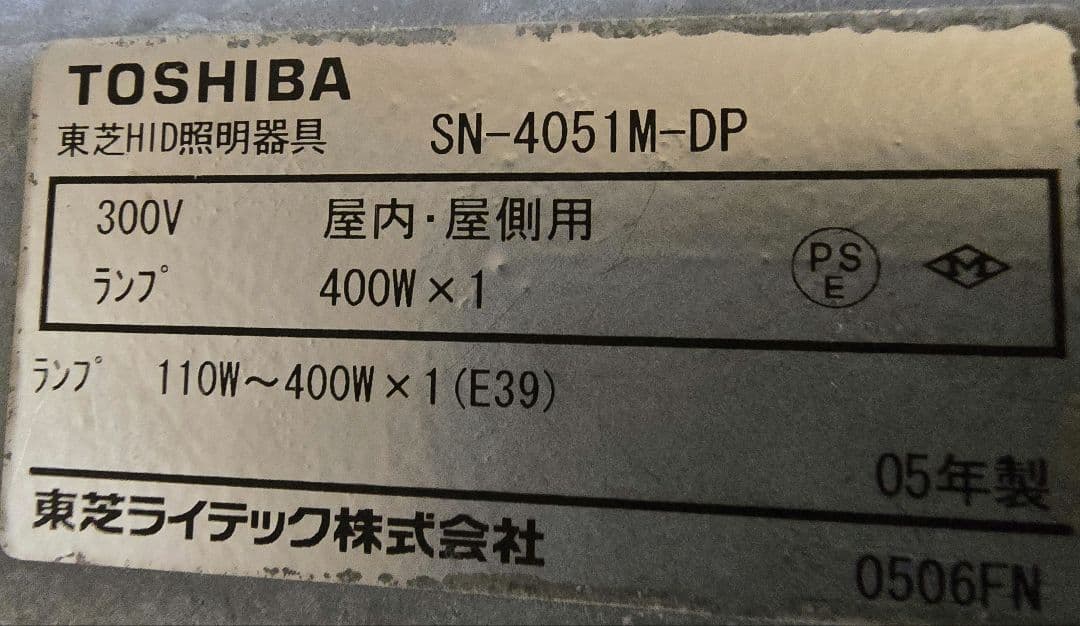 TOSHIBA
東芝HID照明器具 SN-4051M-DP
300V 屋内・屋側用
ランプ 400W×1
PSE
M
ランプ 110W～400W×1(E39)
05年製
東芝ライテック株式会社
0506FN